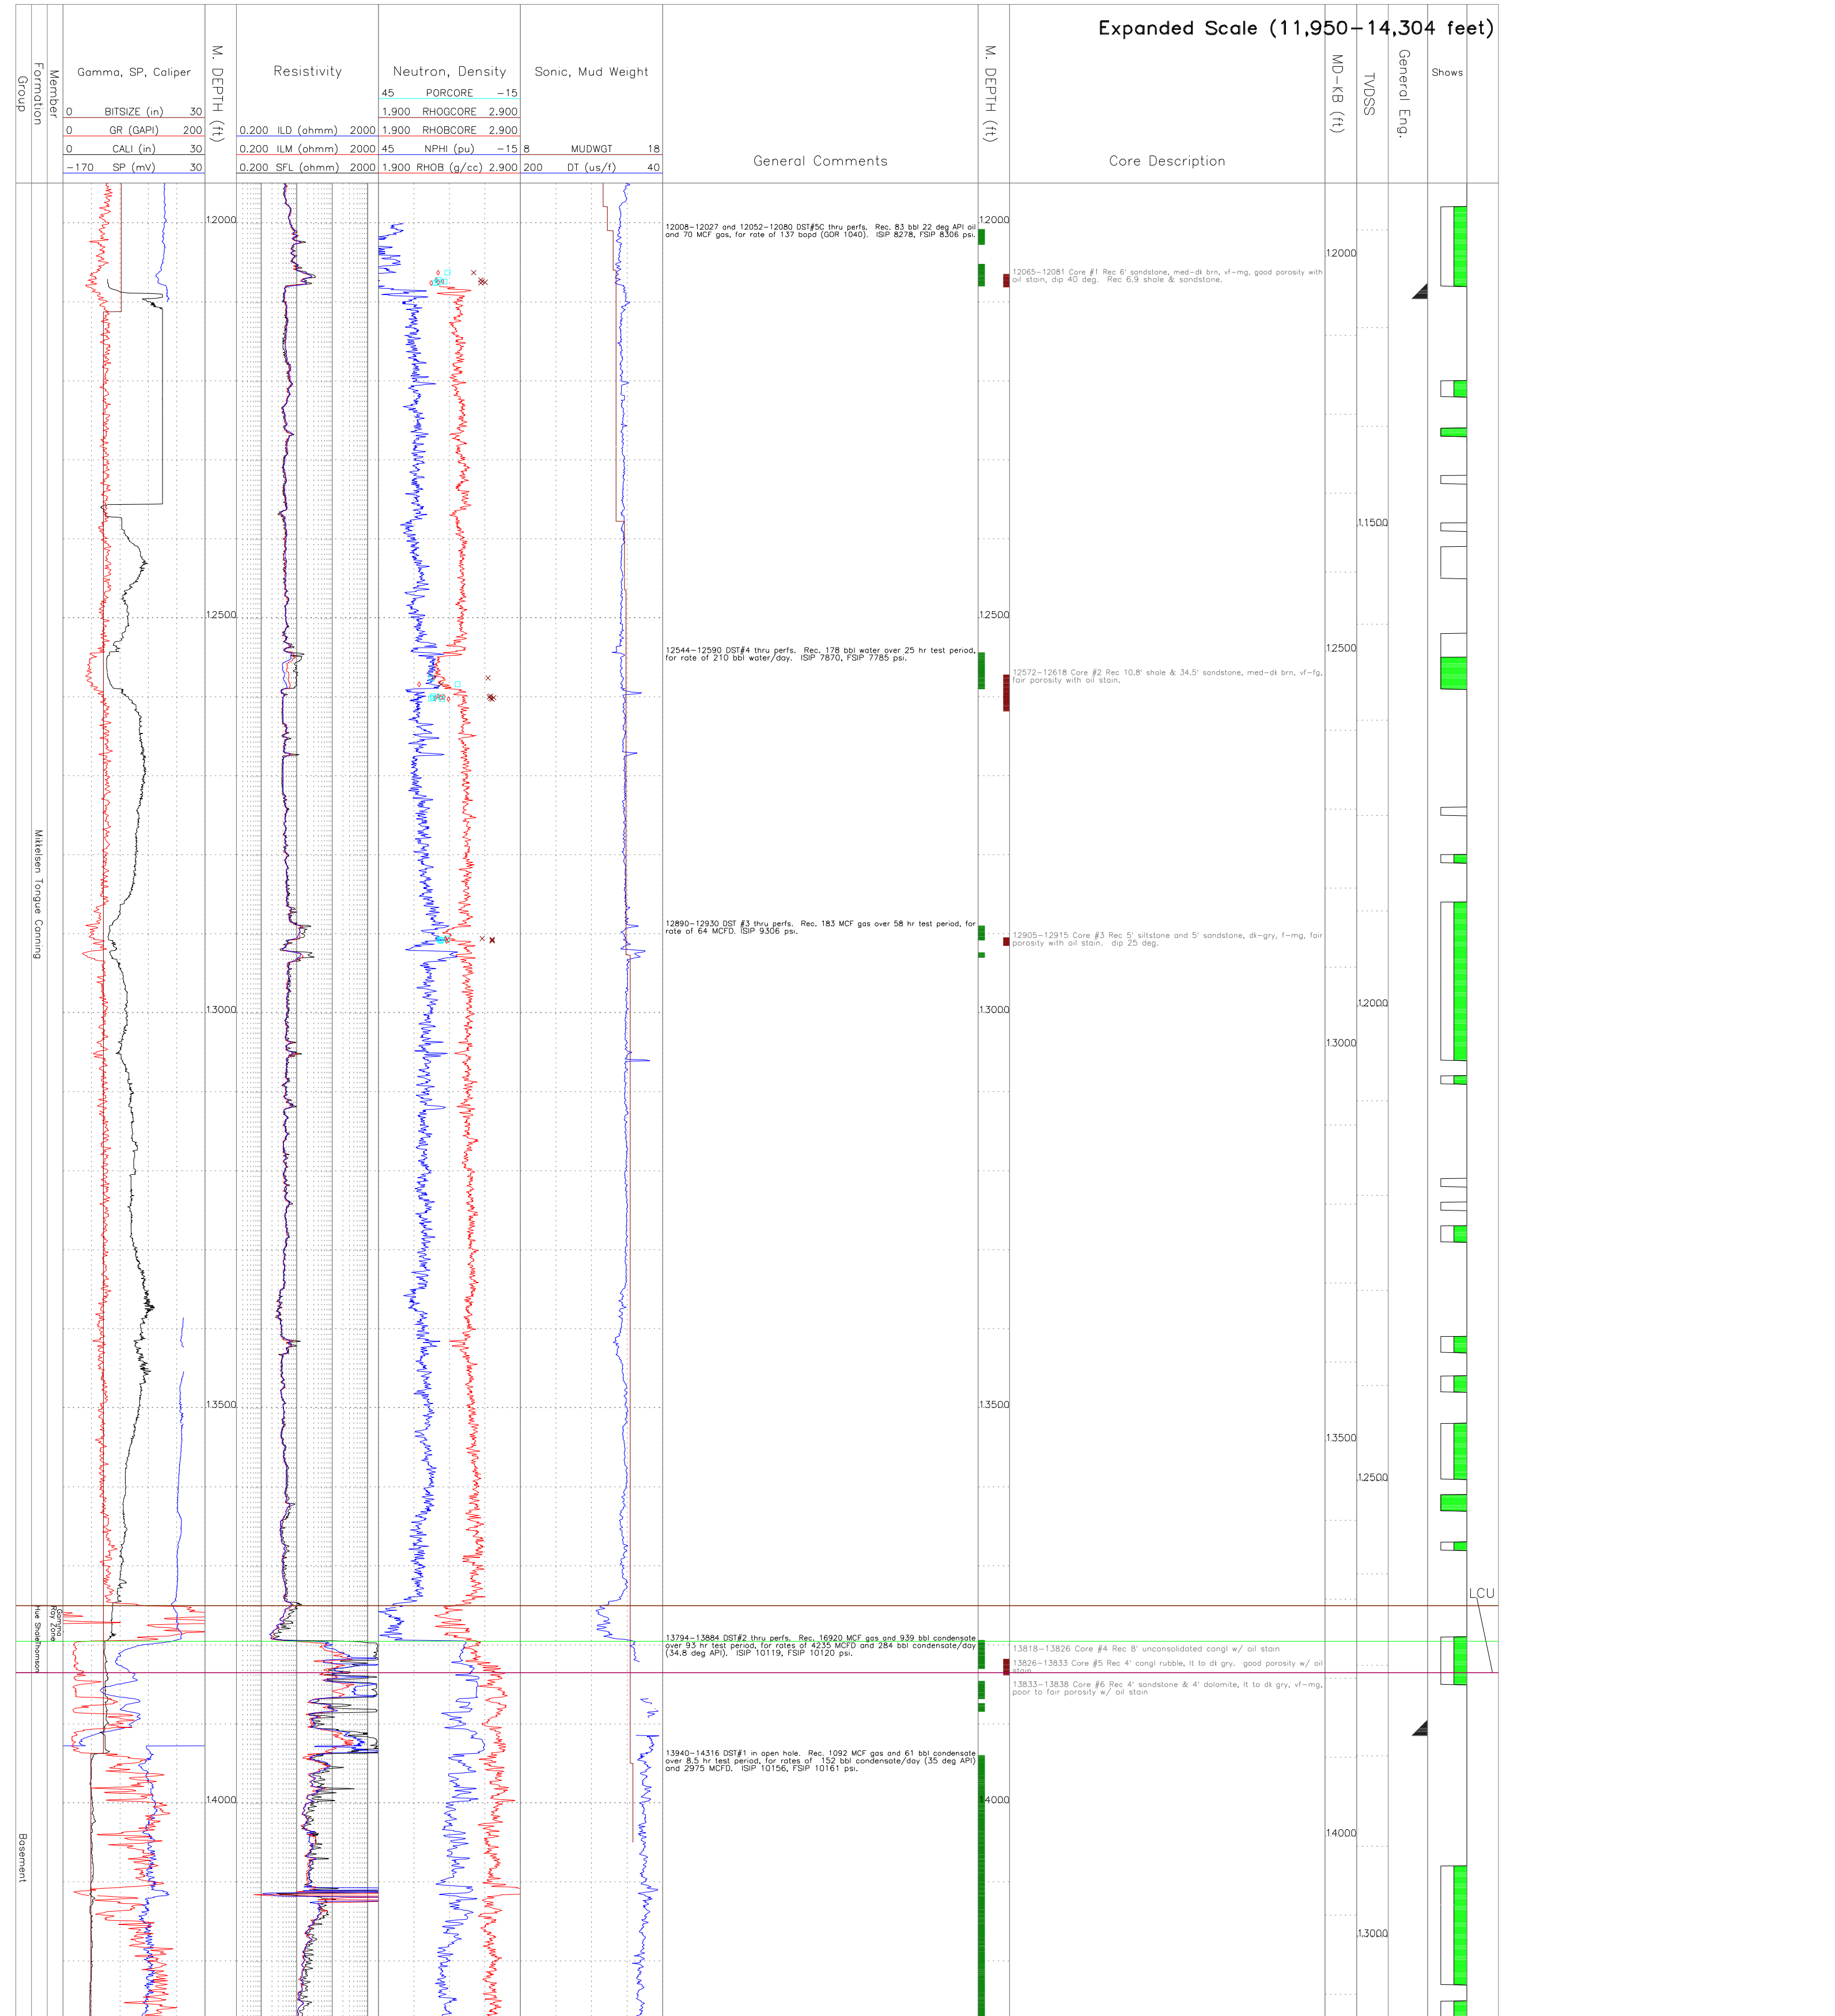 Expanded Scale (11,950-14,304 feet)
Group
Formation
Member
Gamma, SP, Caliper
0 BITSIZE (in) 30
0 GR (GAPI) 200
0 CALI (in) 30
-170 SP (mV) 30
M. DEPTH (ft)
Resistivity
0.200 ILD (ohmm) 2000
0.200 ILM (ohmm) 2000
0.200 SFL (ohmm) 2000
Neutron, Density
45 PORCORE -15
1.900 RHOGCORE 2.900
1.900 RHOBCORE 2.900
45 NPHI (pu) -15
1.900 RHOB (g/cc) 2.900
Sonic, Mud Weight
8 MUDWGT 18
200 DT (us/f) 40
General Comments
M. DEPTH (ft)
Core Description
MD-KB (ft)
TVDSS
General Eng.
Shows
12000
12500
13000
13500
14000
12008-12027 and 12052-12080 DST#5C thru perfs. Rec. 83 bbl 22 deg API oil
and 70 MCF gas, for rate of 137 bopd (GOR 1040). ISIP 8278, FSIP 8306 psi.
12544-12590 DST#4 thru perfs. Rec. 178 bbl water over 25 hr test period,
for rate of 210 bbl water/day. ISIP 7870, FSIP 7785 psi.
12890-12930 DST #3 thru perfs. Rec. 183 MCF gas over 58 hr test period, for
rate of 64 MCFD. ISIP 9306 psi.
13794-13884 DST#2 thru perfs. Rec. 16920 MCF gas and 939 bbl condensate
over 93 hr test period, for rates of 4235 MCFD and 284 bbl condensate/day
(34.8 deg API). ISIP 10119, FSIP 10120 psi.
13940-14316 DST#1 in open hole. Rec. 1092 MCF gas and 61 bbl condensate
over 8.5 hr test period, for rates of 152 bbl condensate/day (35 deg API)
and 2975 MCFD. ISIP 10156, FSIP 10161 psi.
12000
12500
13000
13500
14000
12065-12081 Core #1 Rec 6' sandstone, med-dk brn, vf-mg, good porosity with
oil stain, dip 40 deg. Rec 6.9 shale & sandstone.
12572-12618 Core #2 Rec 10.8' shale & 34.5' sandstone, med-dk brn, vf-fg,
fair porosity with oil stain.
12905-12915 Core #3 Rec 5' siltstone and 5' sandstone, dk-gry, f-mg, fair
porosity with oil stain. dip 25 deg.
13818-13826 Core #4 Rec 8' unconsolidated congl w/ oil stain
13826-13833 Core #5 Rec 4' congl rubble, lt to dk gry. good porosity w/ oil
stain
13833-13838 Core #6 Rec 4' sandstone & 4' dolomite, lt to dk gry, vf-mg,
poor to fair porosity w/ oil stain
12000
12500
13000
13500
14000
11500
12000
12500
13000
LCU
Mikkelsen Tongue Canning
Gamma
Ray Zone
Hue Shale
Thomson
Basement